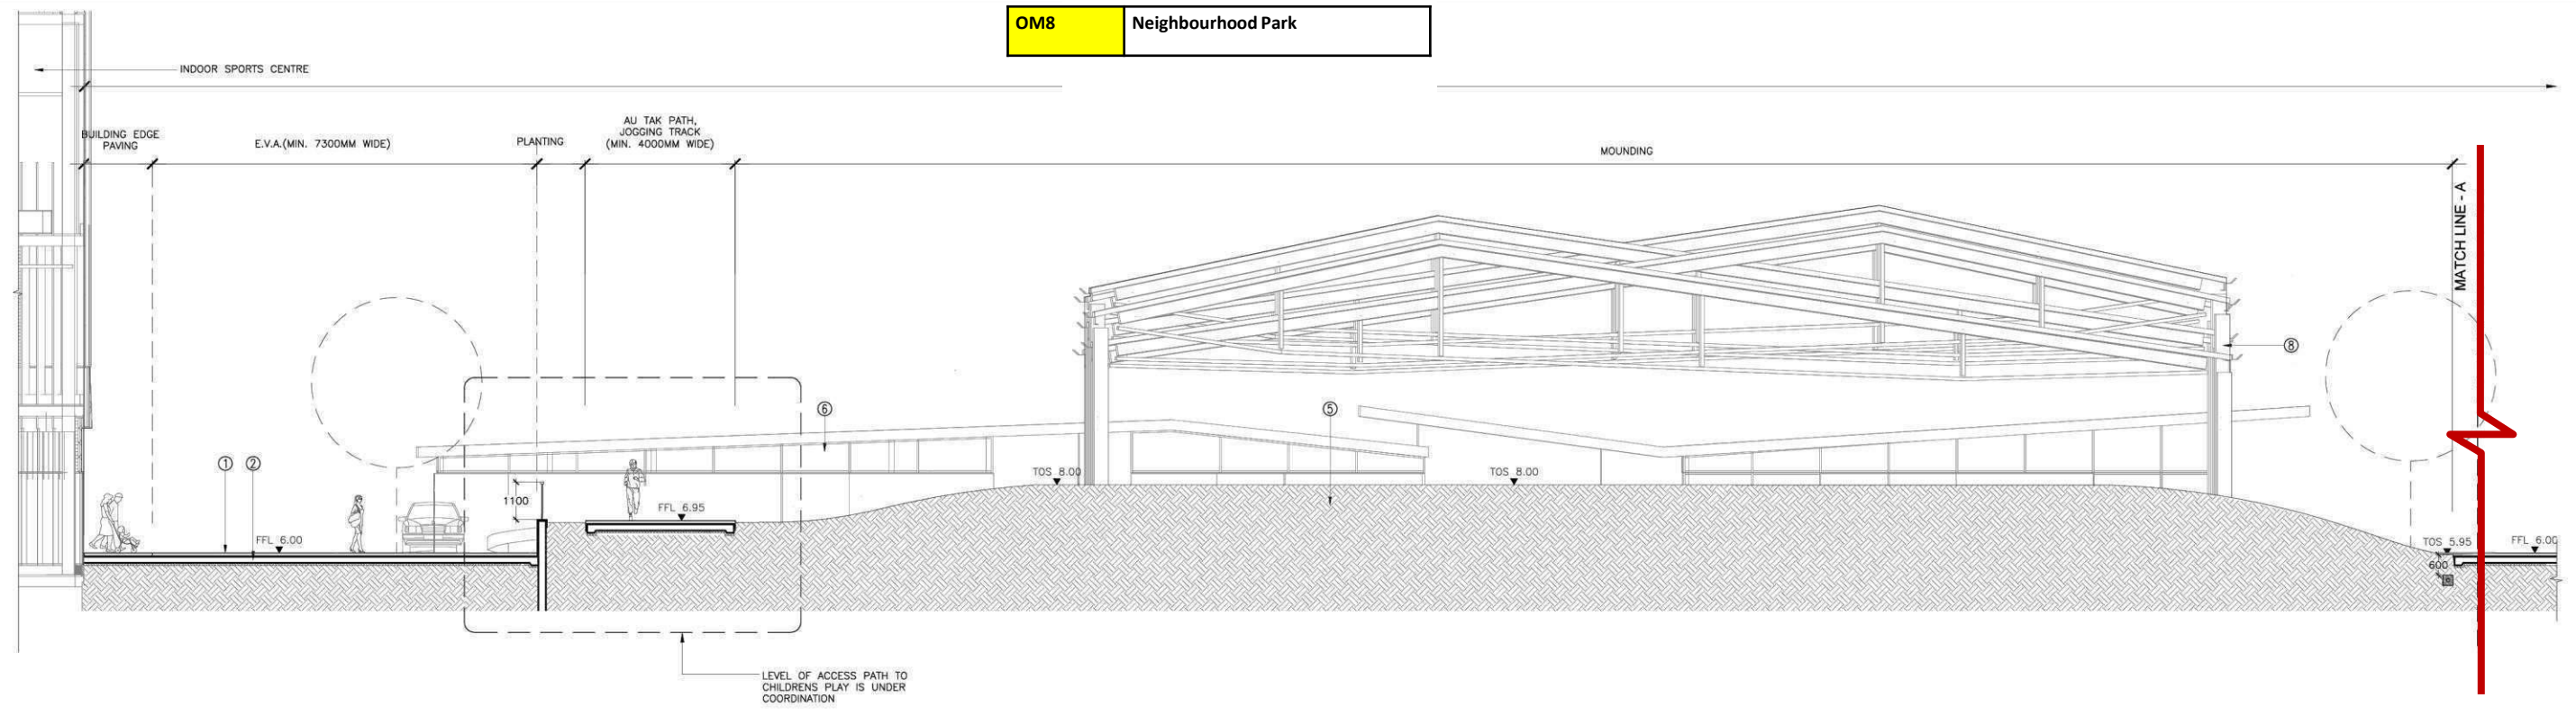 OM8
Neighbourhood Park
INDOOR SPORTS CENTRE
BUILDING EDGE
PAVING
E.V.A.(MIN. 7300MM WIDE)
PLANTING
AU TAK PATH,
JOGGING TRACK
(MIN. 4000MM WIDE)
MOUNDING
MATCH LINE - A
8
6
5
1
2
TOS 8.00
TOS 8.00
1100
FFL 6.95
FFL 6.00
TOS 5.95
FFL 6.00
600
LEVEL OF ACCESS PATH TO
CHILDRENS PLAY IS UNDER
COORDINATION